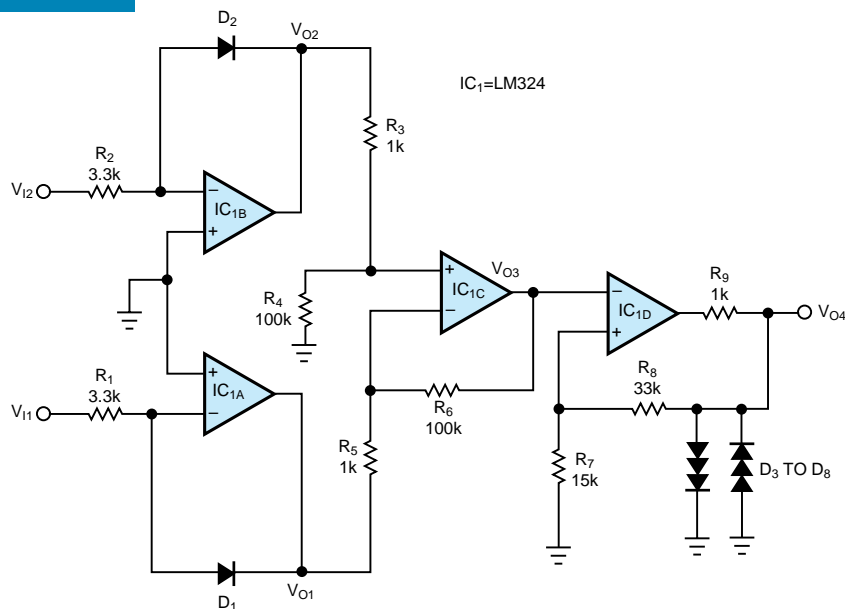 D2
VO2
IC1=LM324
R3
1k
R2
3.3k
VI2
−
IC1B
+
VO3
+
IC1C
−
R4
100k
−
IC1D
+
R9
1k
VO4
R1
3.3k
VI1
+
IC1A
−
R6
100k
R8
33k
R5
1k
R7
15k
D3 TO D8
D1
VO1